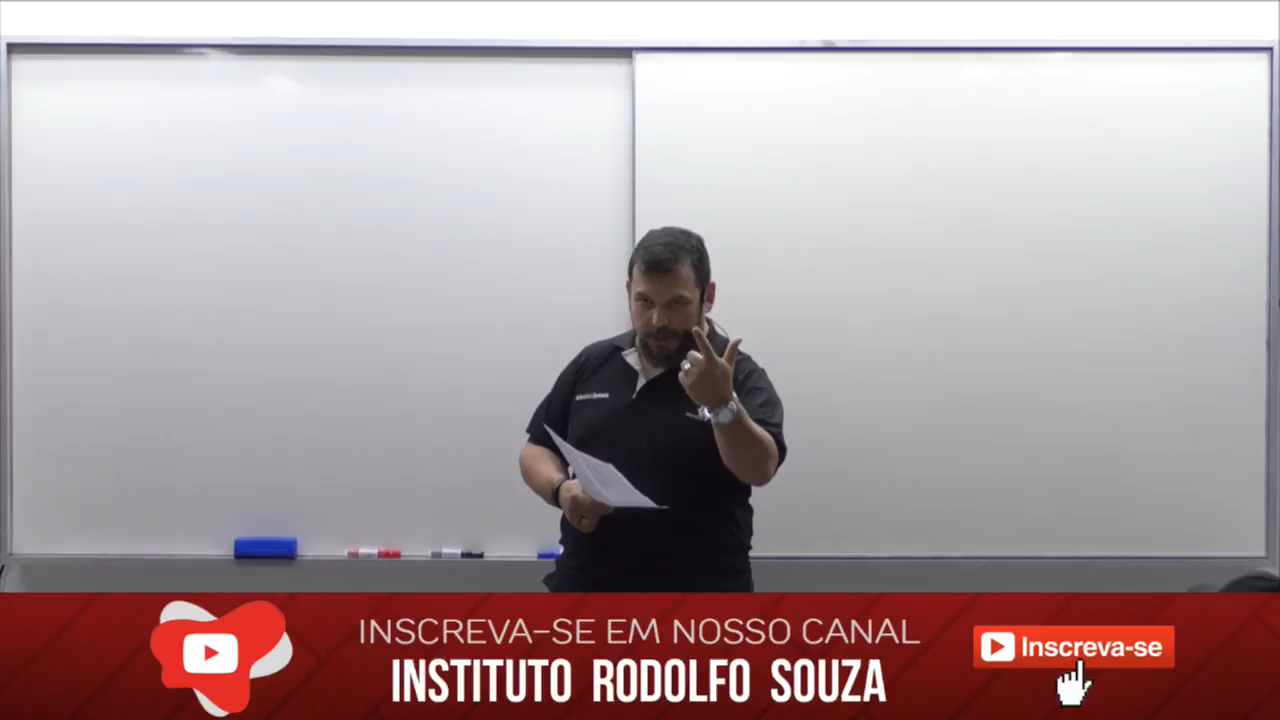 INSCREVA-SE EM NOSSO CANAL
INSTITUTO RODOLFO SOUZA
Inscreva-se